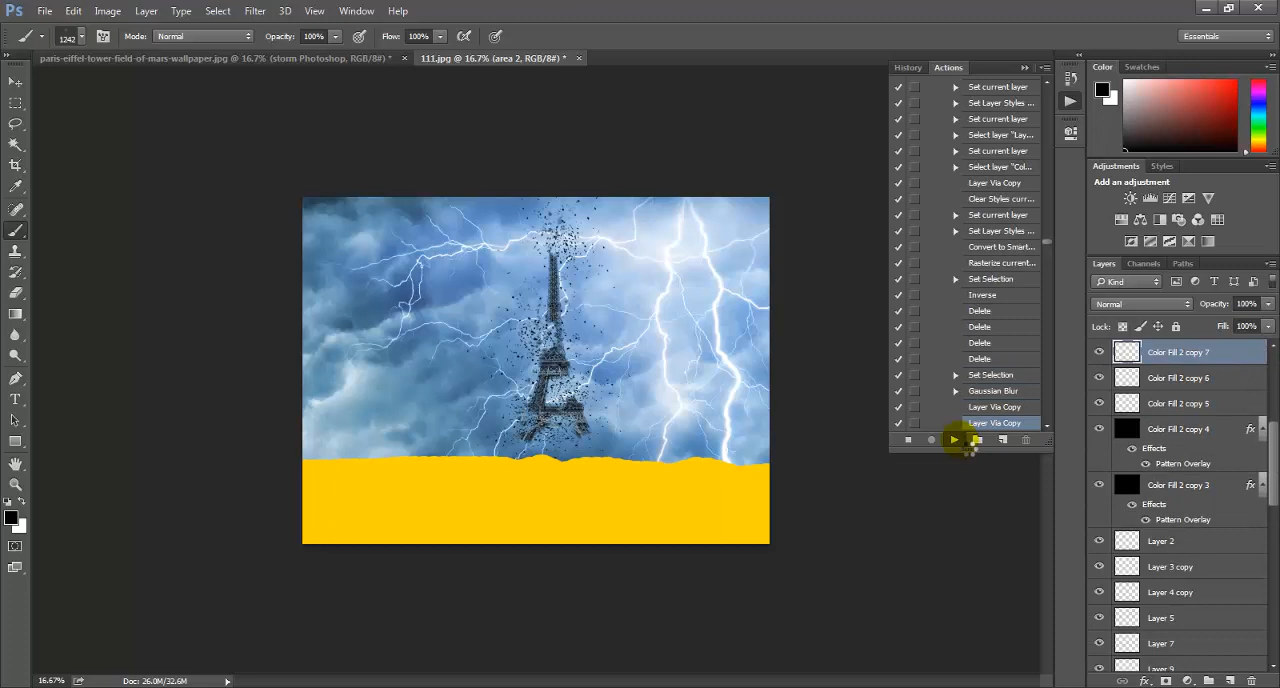 Ps File Edit Image Layer Type Select Filter 3D View Window Help
1242 Mode: Normal Opacity: 100% Flow: 100% Essentials
paris-eiffel-tower-field-of-mars-wallpaper.jpg @ 16.7% (storm Photoshop, RGB/8#) * × 111.jpg @ 16.7% (area 2, RGB/8#) * ×
History Actions
Set current layer
Set Layer Styles ...
Set current layer
Select layer "Lay...
Set current layer
Select layer "Col...
Layer Via Copy
Clear Styles curr...
Set current layer
Set Layer Styles ...
Convert to Smart...
Rasterize current...
Set Selection
Inverse
Delete
Delete
Delete
Delete
Set Selection
Gaussian Blur
Layer Via Copy
Layer Via Copy
Color Swatches
Adjustments Styles
Add an adjustment
Layers Channels Paths
Kind
Normal Opacity: 100%
Lock: Fill: 100%
Color Fill 2 copy 7
Color Fill 2 copy 6
Color Fill 2 copy 5
Color Fill 2 copy 4 fx
Effects
Pattern Overlay
Color Fill 2 copy 3 fx
Effects
Pattern Overlay
Layer 2
Layer 3 copy
Layer 4 copy
Layer 5
Layer 7
Layer 9
16.67% Doc: 26.0M/32.6M